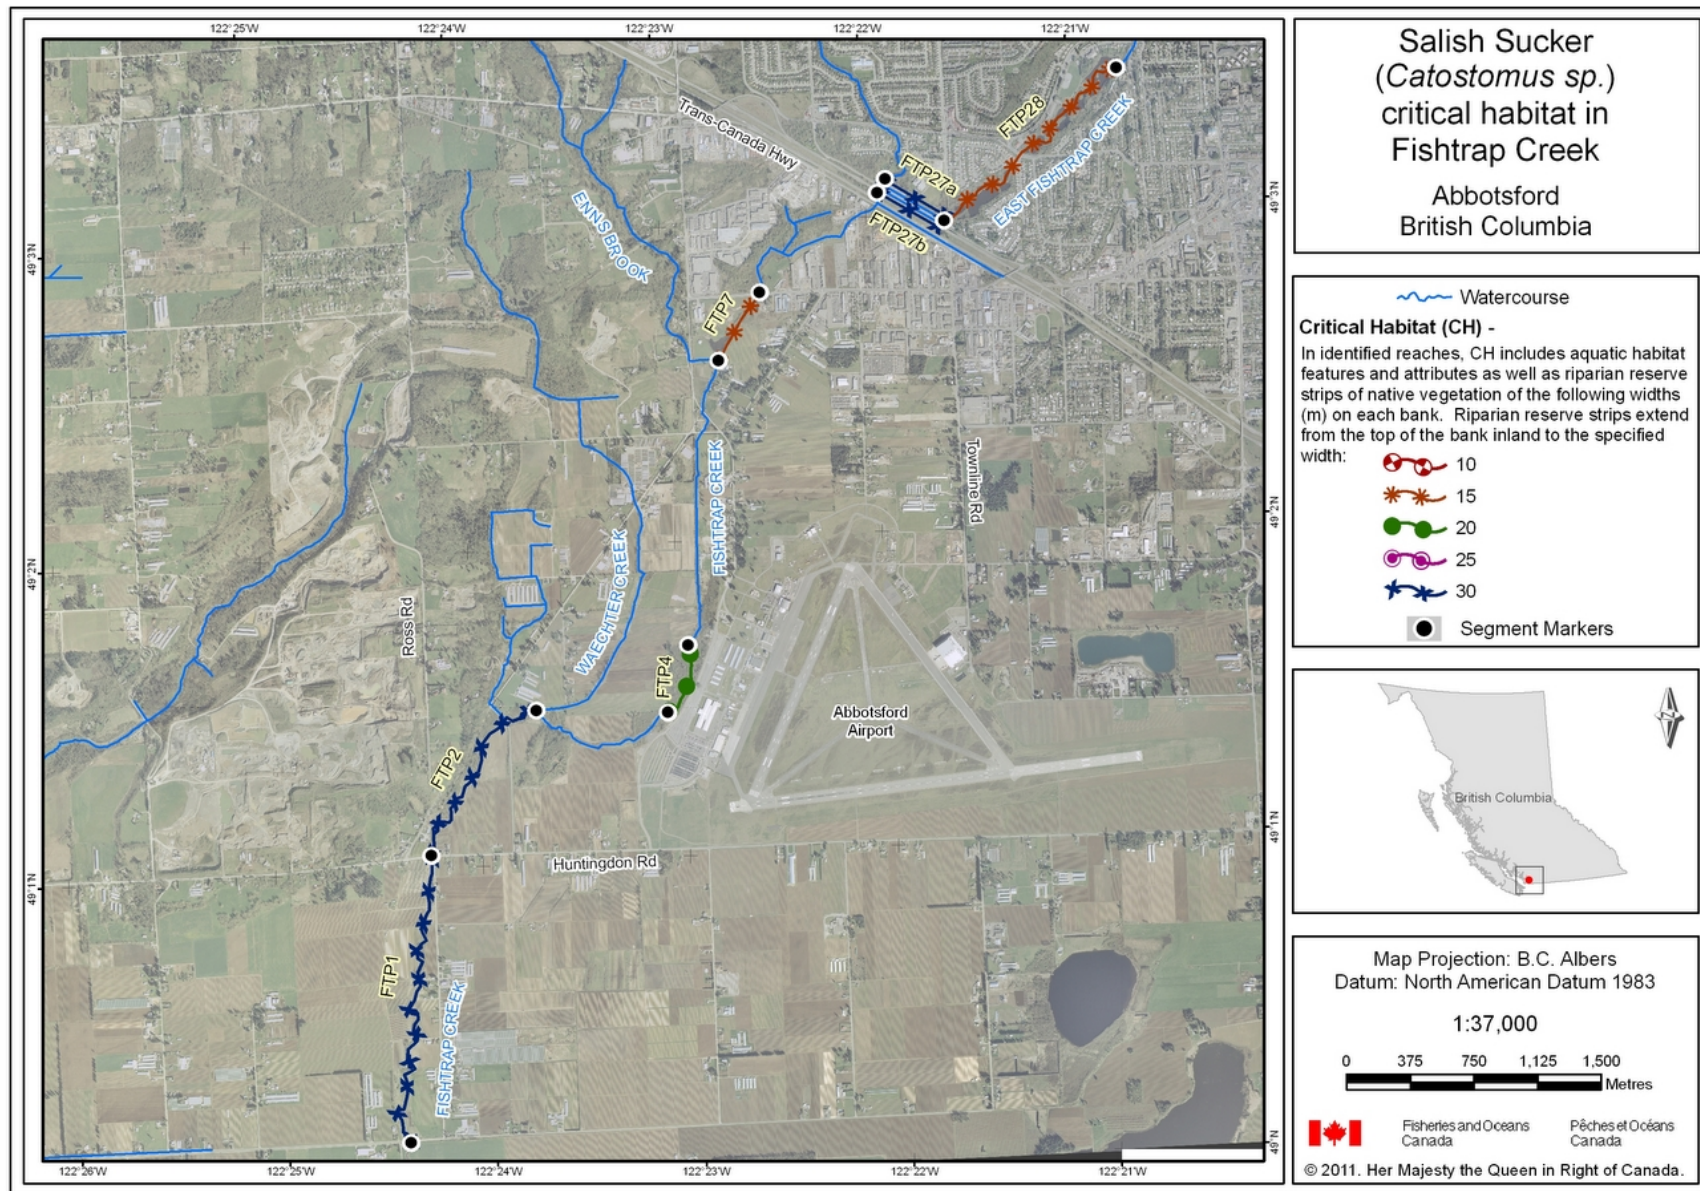 Salish Sucker
(Catostomus sp.)
critical habitat in
Fishtrap Creek
Abbotsford
British Columbia
Watercourse
Critical Habitat (CH) -
In identified reaches, CH includes aquatic habitat
features and attributes as well as riparian reserve
strips of native vegetation of the following widths
(m) on each bank. Riparian reserve strips extend
from the top of the bank inland to the specified
width:
10
15
20
25
30
Segment Markers
British Columbia
N
Map Projection: B.C. Albers
Datum: North American Datum 1983
1:37,000
0 375 750 1,125 1,500
Metres
Fisheries and Oceans
Canada
Pêches et Océans
Canada
© 2011. Her Majesty the Queen in Right of Canada.
122°25'W 122°24'W 122°23'W 122°22'W 122°21'W
Trans-Canada Hwy
FTP28
EAST FISHTRAP CREEK
FTP27a
FTP27b
ENNS BROOK
FTP7
FISHTRAP CREEK
Townline Rd
WAECHTER CREEK
Ross Rd
FTP4
Abbotsford
Airport
FTP2
Huntingdon Rd
FTP1
FISHTRAP CREEK
49°3'N
49°2'N
49°1'N
49°3'N
49°2'N
49°1'N
49°N
122°26'W 122°25'W 122°24'W 122°23'W 122°22'W 122°21'W